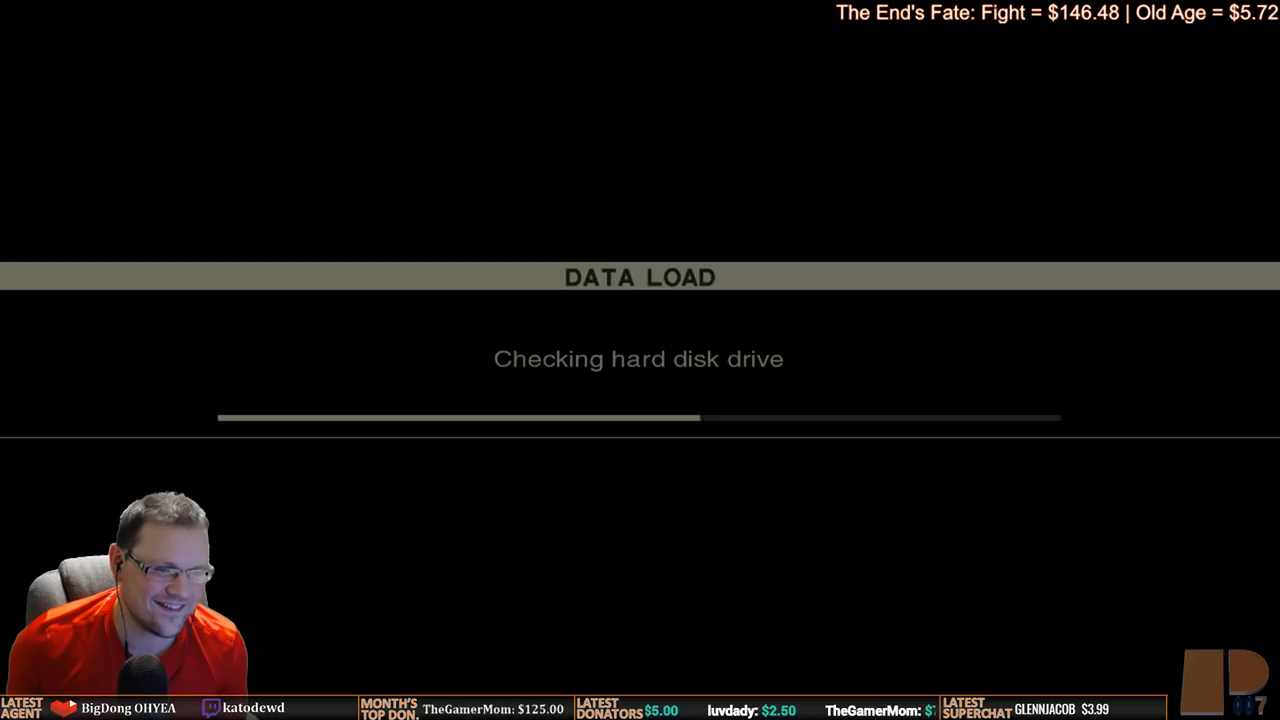 The End's Fate: Fight = $146.48 | Old Age = $5.72
DATA LOAD
Checking hard disk drive
LATEST AGENT
BigDong OHYEA
katodewd
MONTH'S TOP DON.
TheGamerMom: $125.00
LATEST DONATORS
$5.00
luvdady: $2.50
TheGamerMom: $
LATEST SUPERCHAT
GLENNJACOB $3.99
P
007